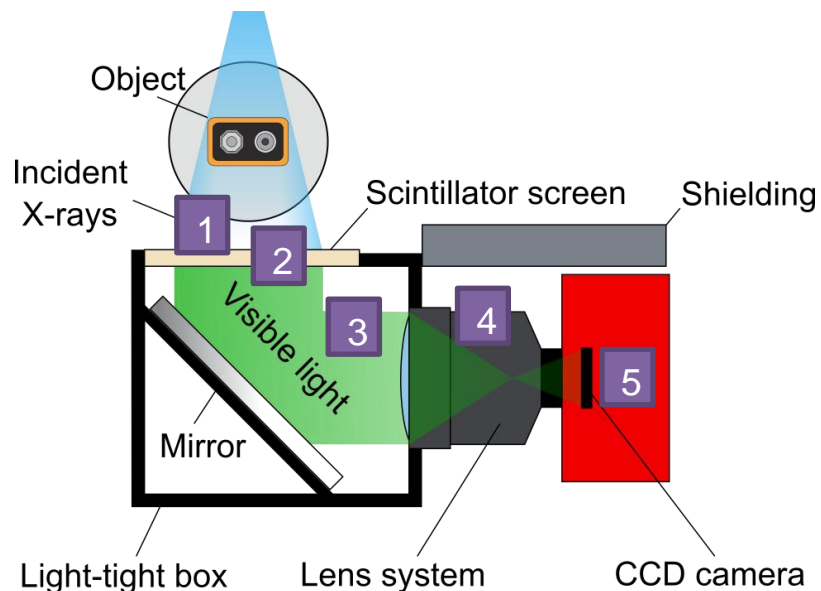 Object
Incident
X-rays
Scintillator screen
Shielding
1
2
3
4
5
Visible light
Mirror
Light-tight box
Lens system
CCD camera